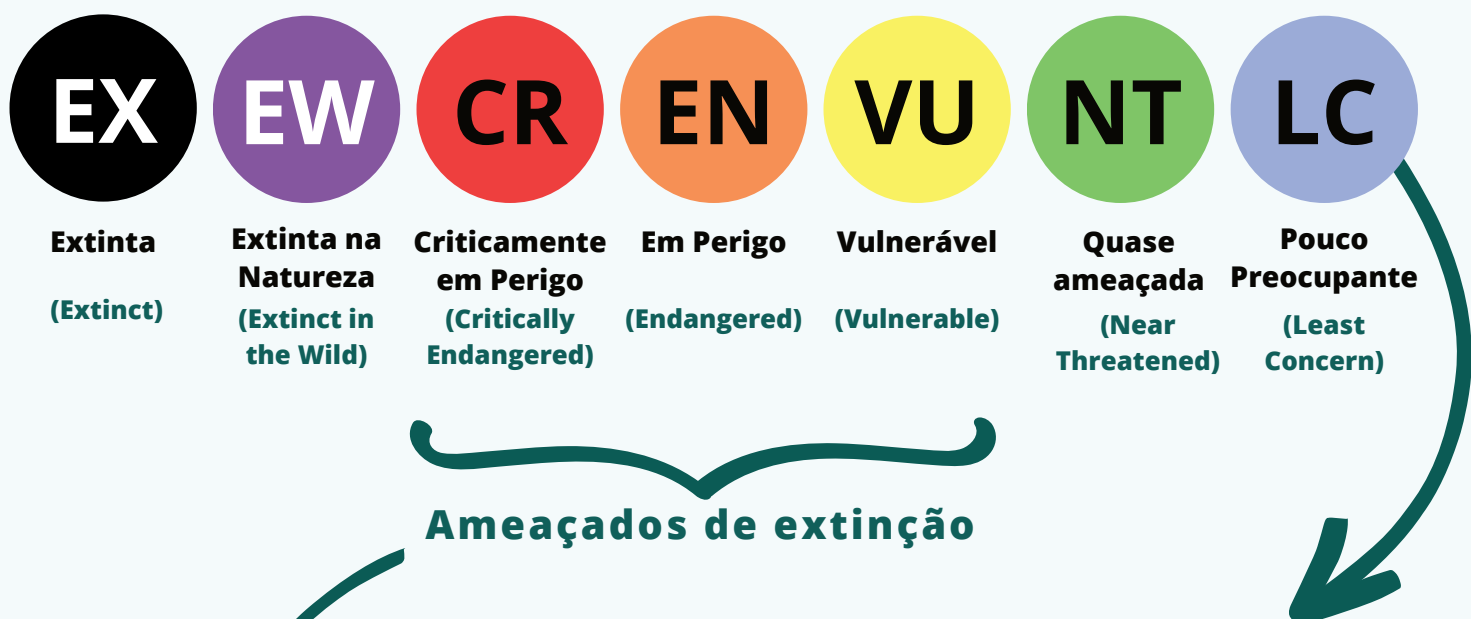 EX
EW
CR
EN
VU
NT
LC
Extinta
(Extinct)
Extinta na
Natureza
(Extinct in
the Wild)
Criticamente
em Perigo
(Critically
Endangered)
Em Perigo
(Endangered)
Vulnerável
(Vulnerable)
Quase
ameaçada
(Near
Threatened)
Pouco
Preocupante
(Least
Concern)
Ameaçados de extinção